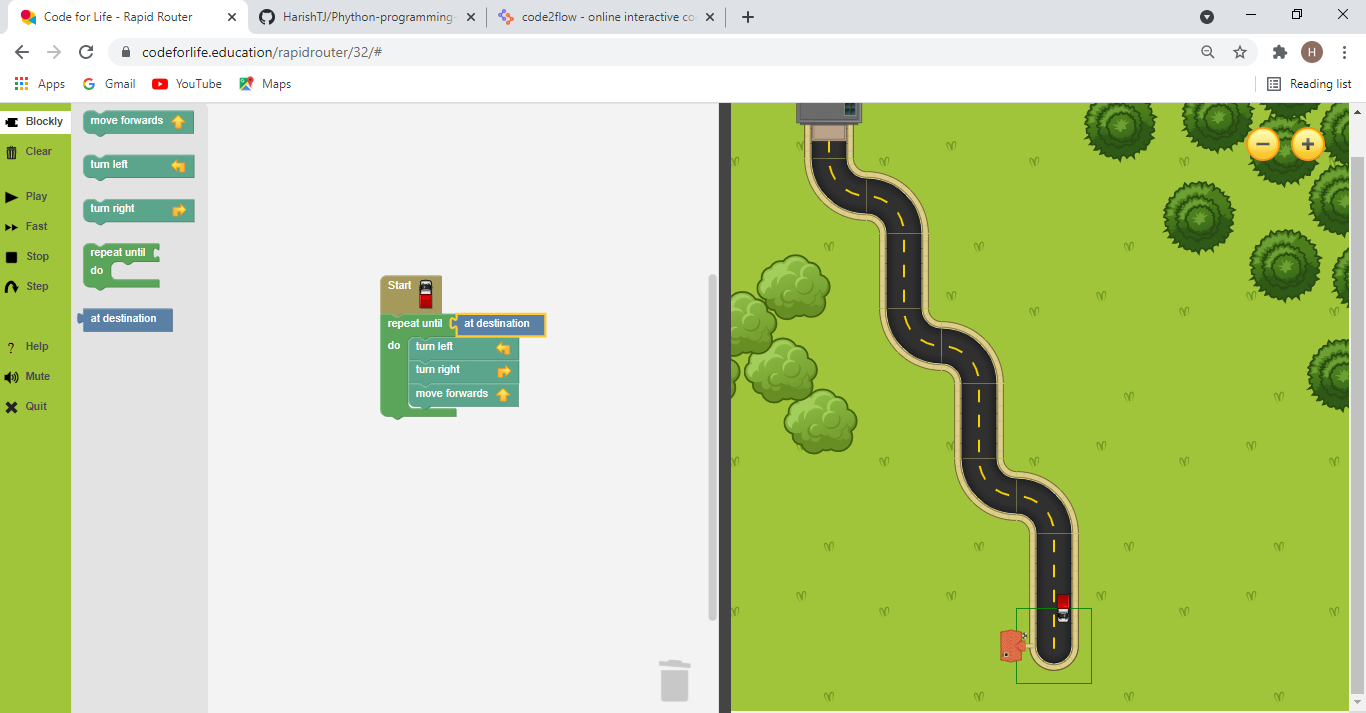 Code for Life - Rapid Router
HarishTJ/Phython-programming-
code2flow - online interactive co
codeforlife.education/rapidrouter/32/#
H
Apps
Gmail
YouTube
Maps
Reading list
Blockly
Clear
Play
Fast
Stop
Step
? Help
Mute
Quit
move forwards
turn left
turn right
repeat until
do
at destination
Start
repeat until
at destination
do
turn left
turn right
move forwards